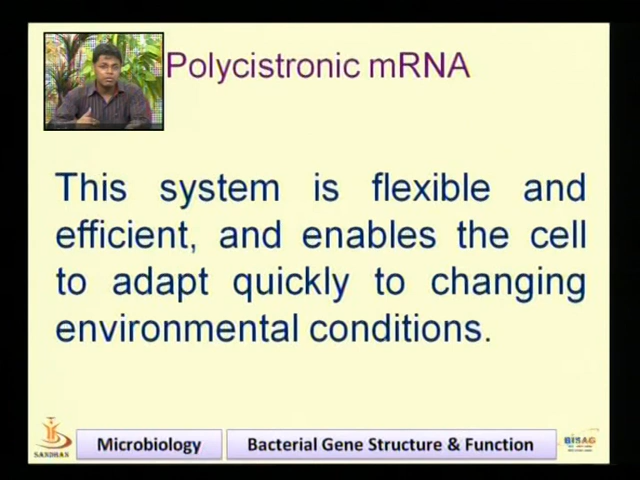 Polycistronic mRNA
This system is flexible and
efficient, and enables the cell
to adapt quickly to changing
environmental conditions.
SANDHAN
Microbiology
Bacterial Gene Structure & Function
BISAG